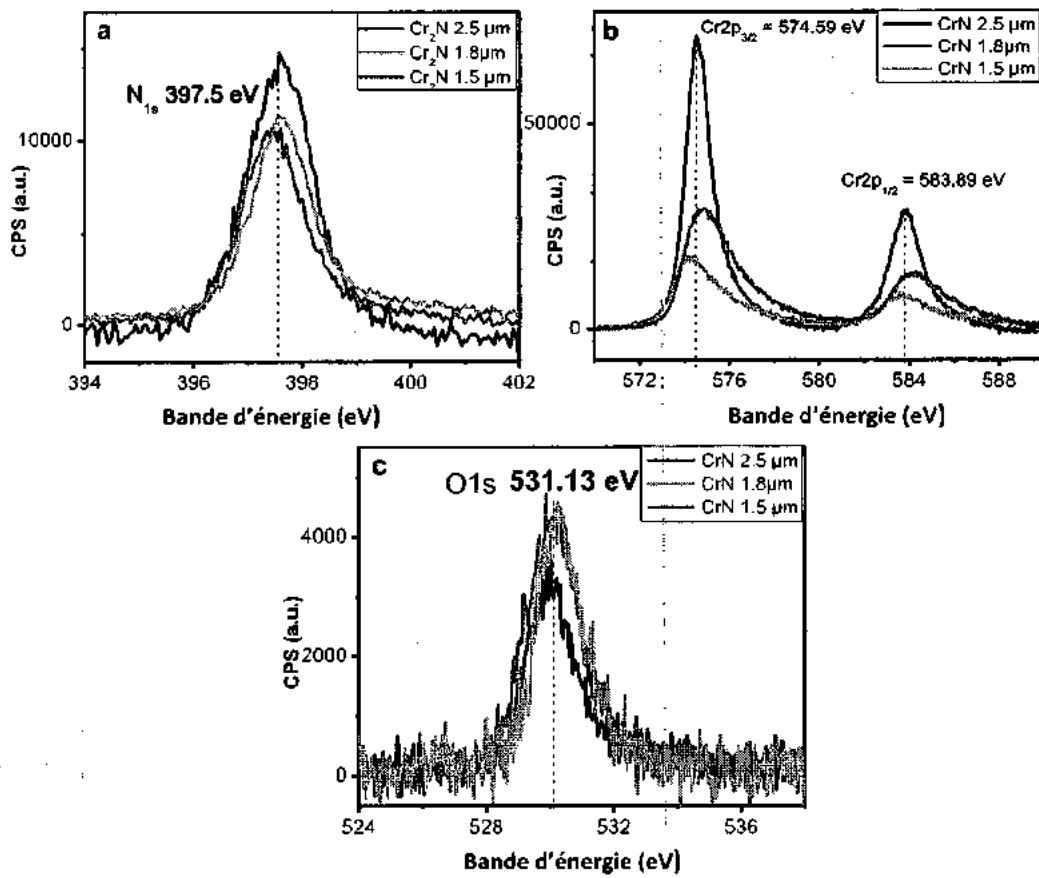 a
Cr₂N 2.5 µm
Cr₂N 1.8µm
Cr₂N 1.5 µm
N₁ₛ 397.5 eV
10000
0
CPS (a.u.)
394 396 398 400 402
Bande d'énergie (eV)
b
Cr2p₃/₂ = 574.59 eV
CrN 2.5 µm
CrN 1.8µm
CrN 1.5 µm
50000
Cr2p₁/₂ = 583.89 eV
0
CPS (a.u.)
572 576 580 584 588
Bande d'énergie (eV)
c
O1s 531.13 eV
CrN 2.5 µm
CrN 1.8µm
CrN 1.5 µm
4000
2000
0
CPS (a.u.)
524 528 532 536
Bande d'énergie (eV)